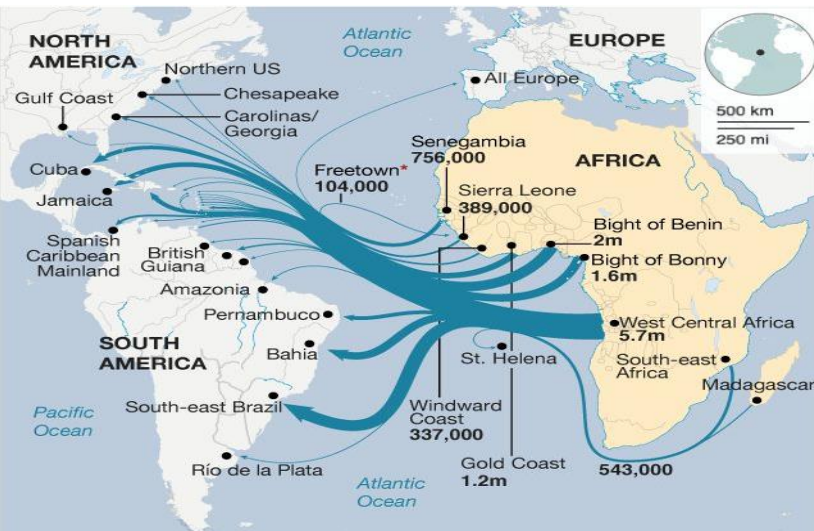 NORTH
AMERICA
Atlantic
Ocean
EUROPE
Northern US
All Europe
Chesapeake
Gulf Coast
Carolinas/
Georgia
500 km
250 mi
Senegambia
756,000
AFRICA
Cuba
Freetown*
104,000
Jamaica
Sierra Leone
389,000
Bight of Benin
2m
Spanish
Caribbean
Mainland
British
Guiana
Bight of Bonny
1.6m
Amazonia
Pernambuco
West Central Africa
5.7m
SOUTH
AMERICA
Bahia
St. Helena
South-east
Africa
Madagascar
South-east Brazil
Pacific
Ocean
Windward
Coast
337,000
Río de la Plata
Gold Coast
1.2m
543,000
Atlantic
Ocean